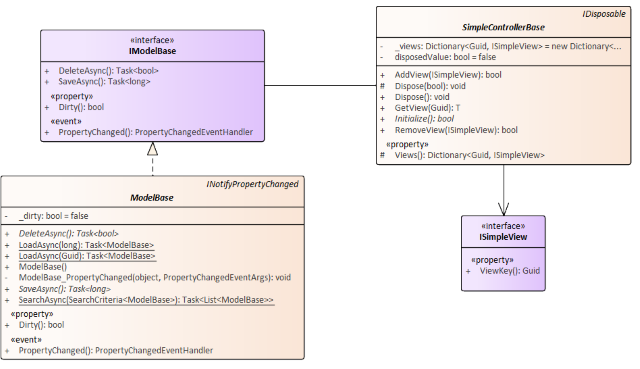 «interface»
IModelBase
+ DeleteAsync(): Task<bool>
+ SaveAsync(): Task<long>
«property»
+ Dirty(): bool
«event»
+ PropertyChanged(): PropertyChangedEventHandler
INotifyPropertyChanged
ModelBase
- _dirty: bool = false
+ DeleteAsync(): Task<bool>
+ LoadAsync(long): Task<ModelBase>
+ LoadAsync(Guid): Task<ModelBase>
+ ModelBase()
- ModelBase_PropertyChanged(object, PropertyChangedEventArgs): void
+ SaveAsync(): Task<long>
+ SearchAsync(SearchCriteria<ModelBase>): Task<List<ModelBase>>
«property»
+ Dirty(): bool
«event»
+ PropertyChanged(): PropertyChangedEventHandler
IDisposable
SimpleControllerBase
- _views: Dictionary<Guid, ISimpleView> = new Dictionary<...
- disposedValue: bool = false
+ AddView(ISimpleView): bool
# Dispose(bool): void
+ Dispose(): void
+ GetView(Guid): T
+ Initialize(): bool
+ RemoveView(ISimpleView): bool
«property»
# Views(): Dictionary<Guid, ISimpleView>
«interface»
ISimpleView
«property»
+ ViewKey(): Guid